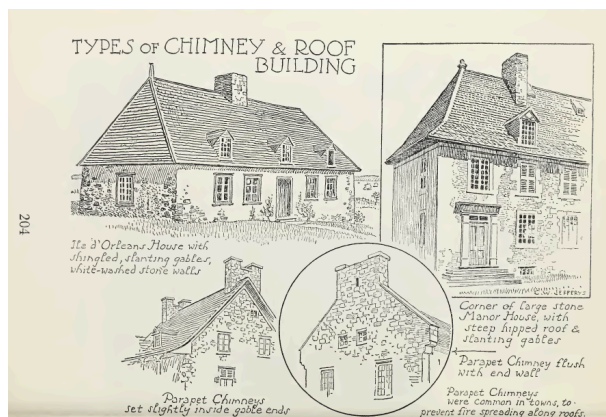 TYPES OF CHIMNEY & ROOF
BUILDING
204
Ile d'Orleans House with
shingled, slanting gables,
white-washed stone walls
C.W. JEFFERYS
Corner of large stone
Manor House, with
steep hipped roof &
slanting gables
Parapet Chimney flush
with end wall
Parapet Chimneys
set slightly inside gable ends
Parapet Chimneys
were common in towns, to
prevent fire spreading along roofs.